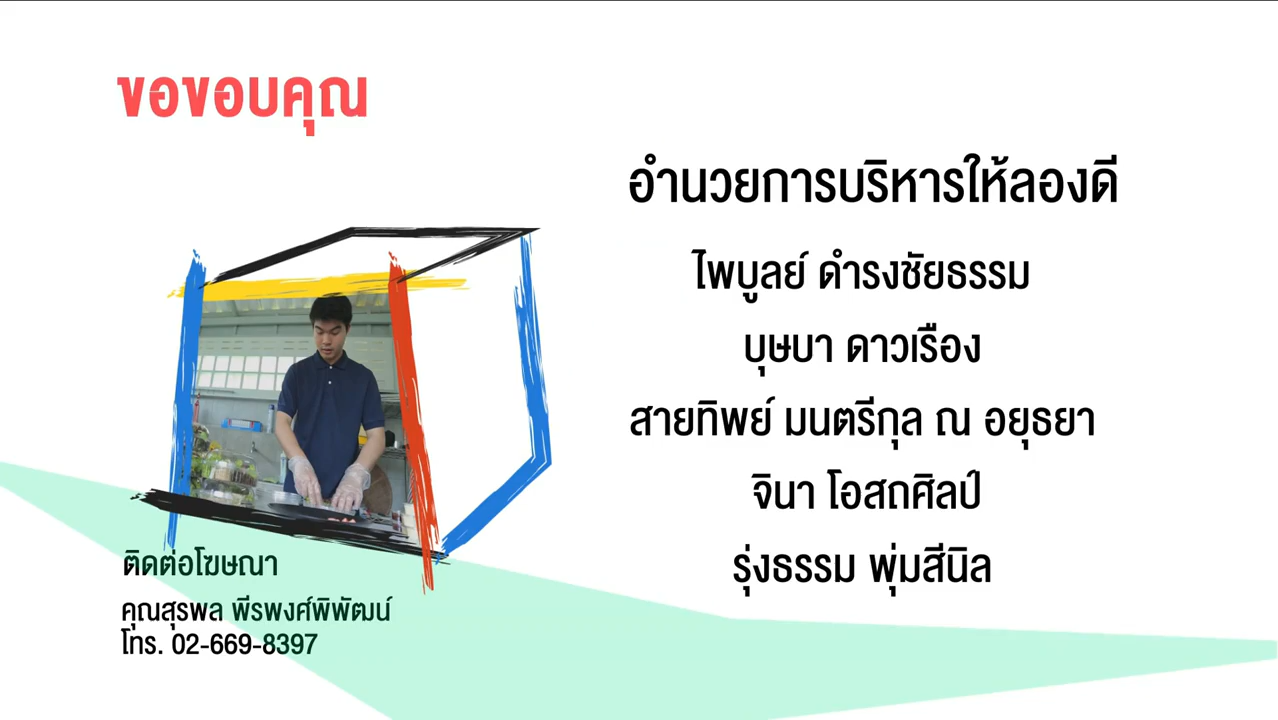 ขอขอบคุณ
อำนวยการบริหารให้ลองดี
ไพบูลย์ ดำรงชัยธรรม
บุษบา ดาวเรือง
สายทิพย์ มนตรีกุล ณ อยุธยา
จินา โอสถศิลป์
รุ่งธรรม พุ่มสีนิล
ติดต่อโฆษณา
คุณสุรพล พีรพงศ์พิพัฒน์
โทร. 02-669-8397